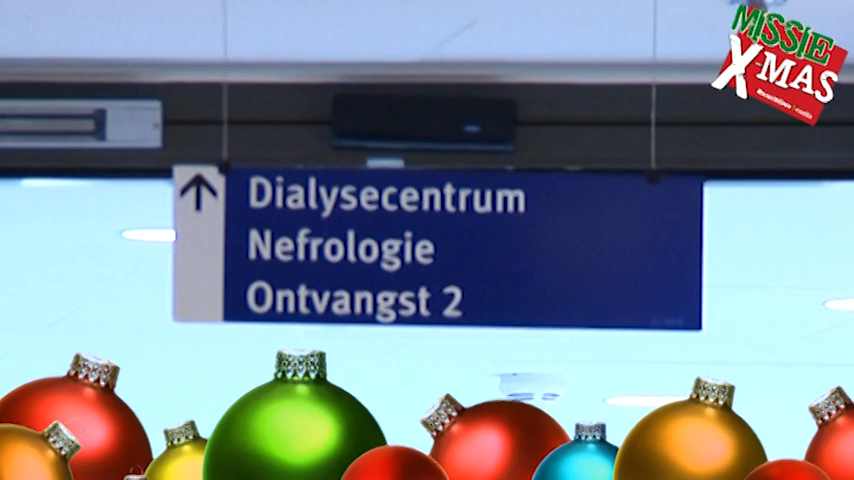 MISSIE
X-MAS
Dialysecentrum
Nefrologie
Ontvangst 2